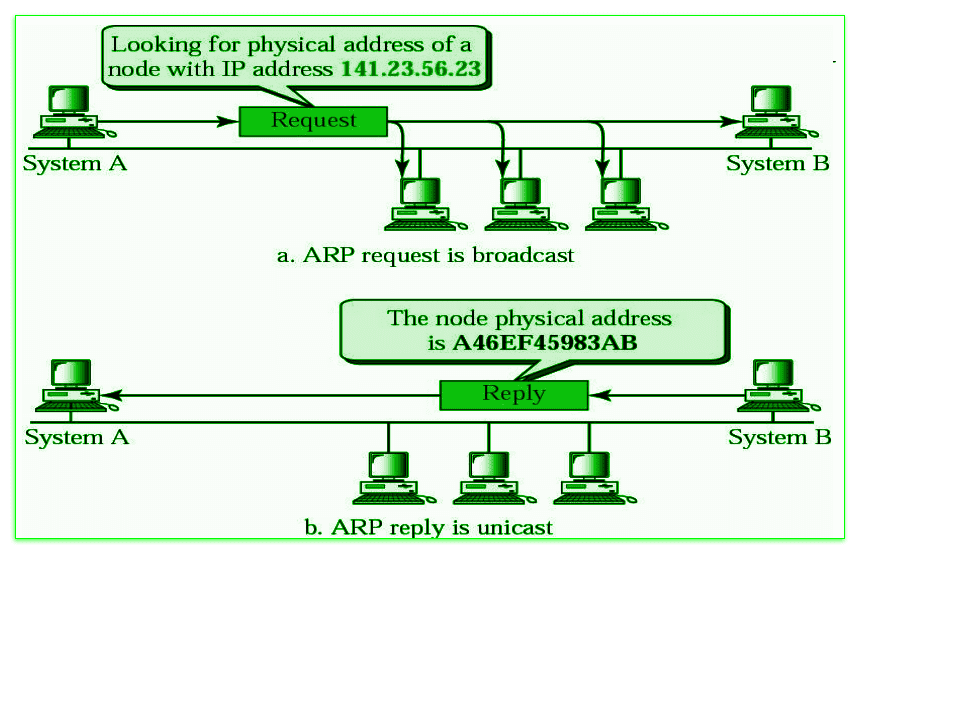 Looking for physical address of a
node with IP address 141.23.56.23
Request
System A
System B
a. ARP request is broadcast
The node physical address
is A46EF45983AB
Reply
System A
System B
b. ARP reply is unicast